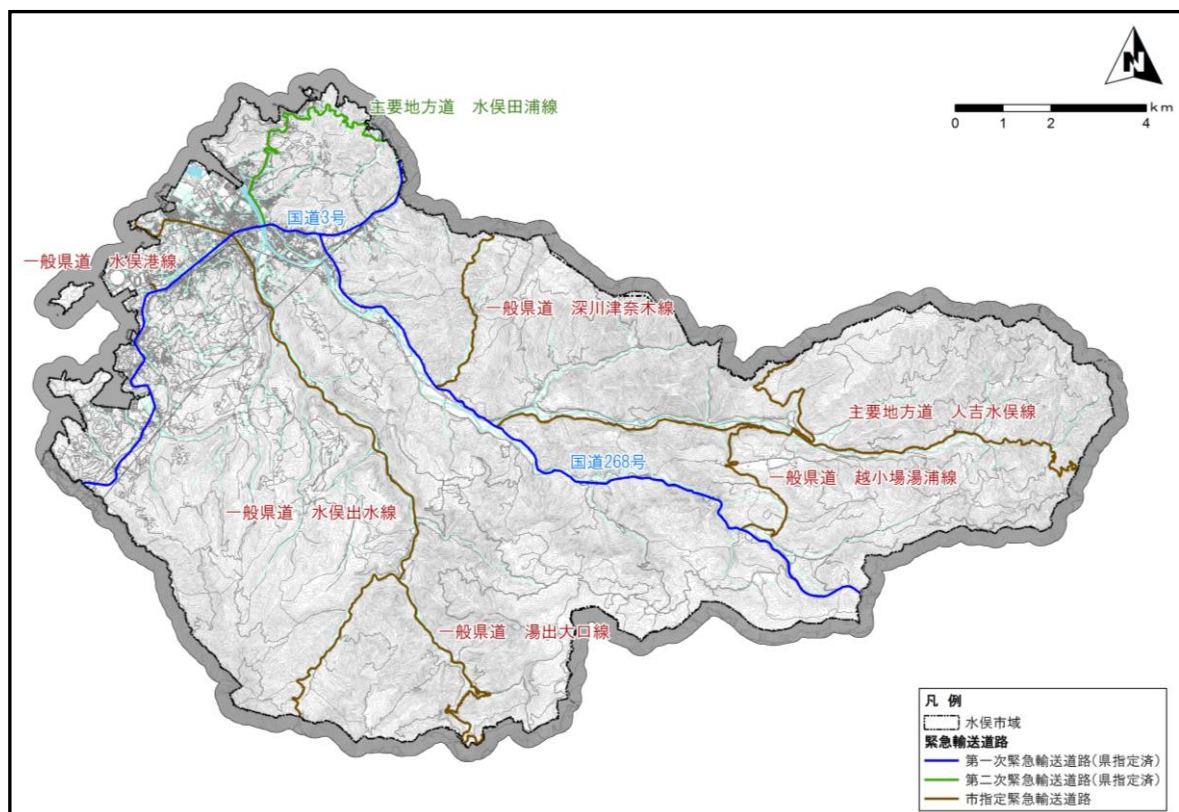 N
km
0 1 2 4
主要地方道 水俣田浦線
国道3号
一般県道 水俣港線
一般県道 深川津奈木線
主要地方道 人吉水俣線
国道268号
一般県道 越小場湯浦線
一般県道 水俣出水線
一般県道 湯出大口線
凡 例
水俣市域
緊急輸送道路
第一次緊急輸送道路(県指定済)
第二次緊急輸送道路(県指定済)
市指定緊急輸送道路